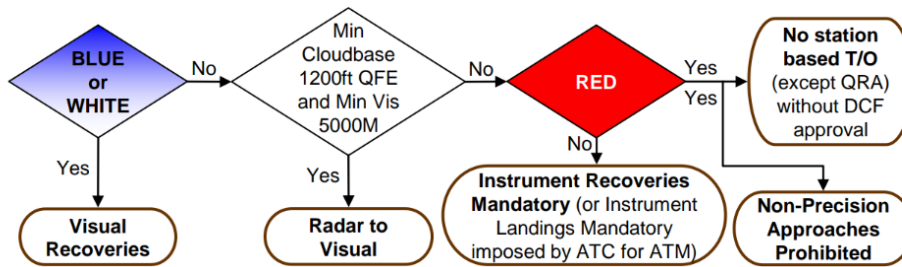 BLUE
or
WHITE
No
Yes
Visual
Recoveries
Min
Cloudbase
1200ft QFE
and Min Vis
5000M
No
Yes
Radar to
Visual
RED
Yes
Yes
No
Instrument Recoveries
Mandatory (or Instrument
Landings Mandatory
imposed by ATC for ATM)
No station
based T/O
(except QRA)
without DCF
approval
Non-Precision
Approaches
Prohibited